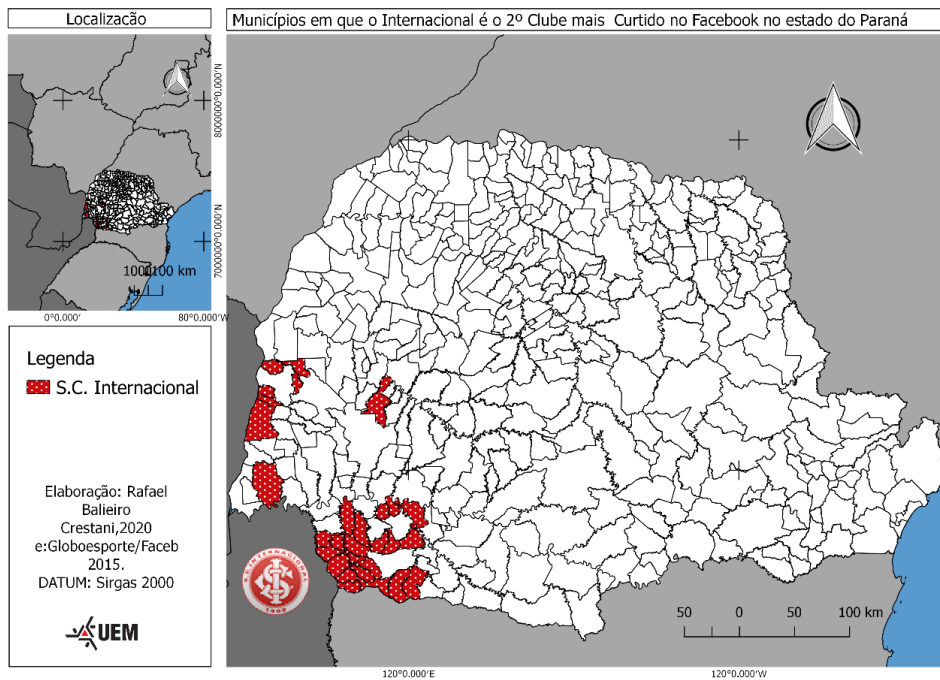 Localização
Municípios em que o Internacional é o 2º Clube mais Curtido no Facebook no estado do Paraná
8000000°0.000'N
7000000°0.000'N
100 km
0°0.000'
80°0.000'W
Legenda
S.C. Internacional
Elaboração: Rafael
Balieiro
Crestani,2020
e:Globoesporte/Faceb
2015.
DATUM: Sirgas 2000
UEM
S.C. INTERNACIONAL
1909
50 0 50 100 km
120°0.000'E
120°0.000'W